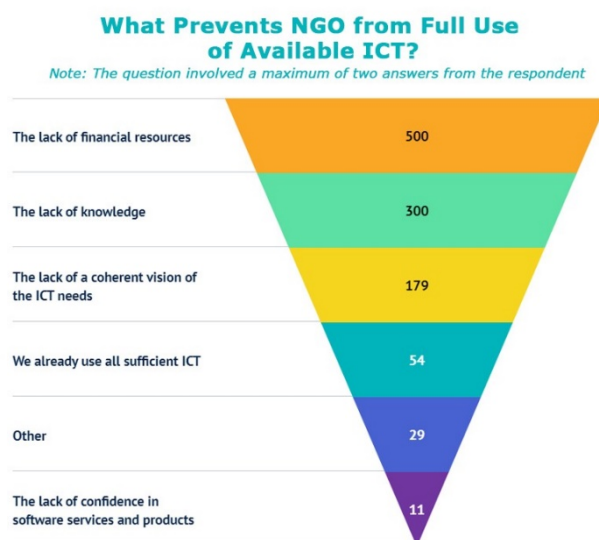 What Prevents NGO from Full Use
of Available ICT?
Note: The question involved a maximum of two answers from the respondent
The lack of financial resources
500
The lack of knowledge
300
The lack of a coherent vision of
the ICT needs
179
We already use all sufficient ICT
54
Other
29
The lack of confidence in
software services and products
11